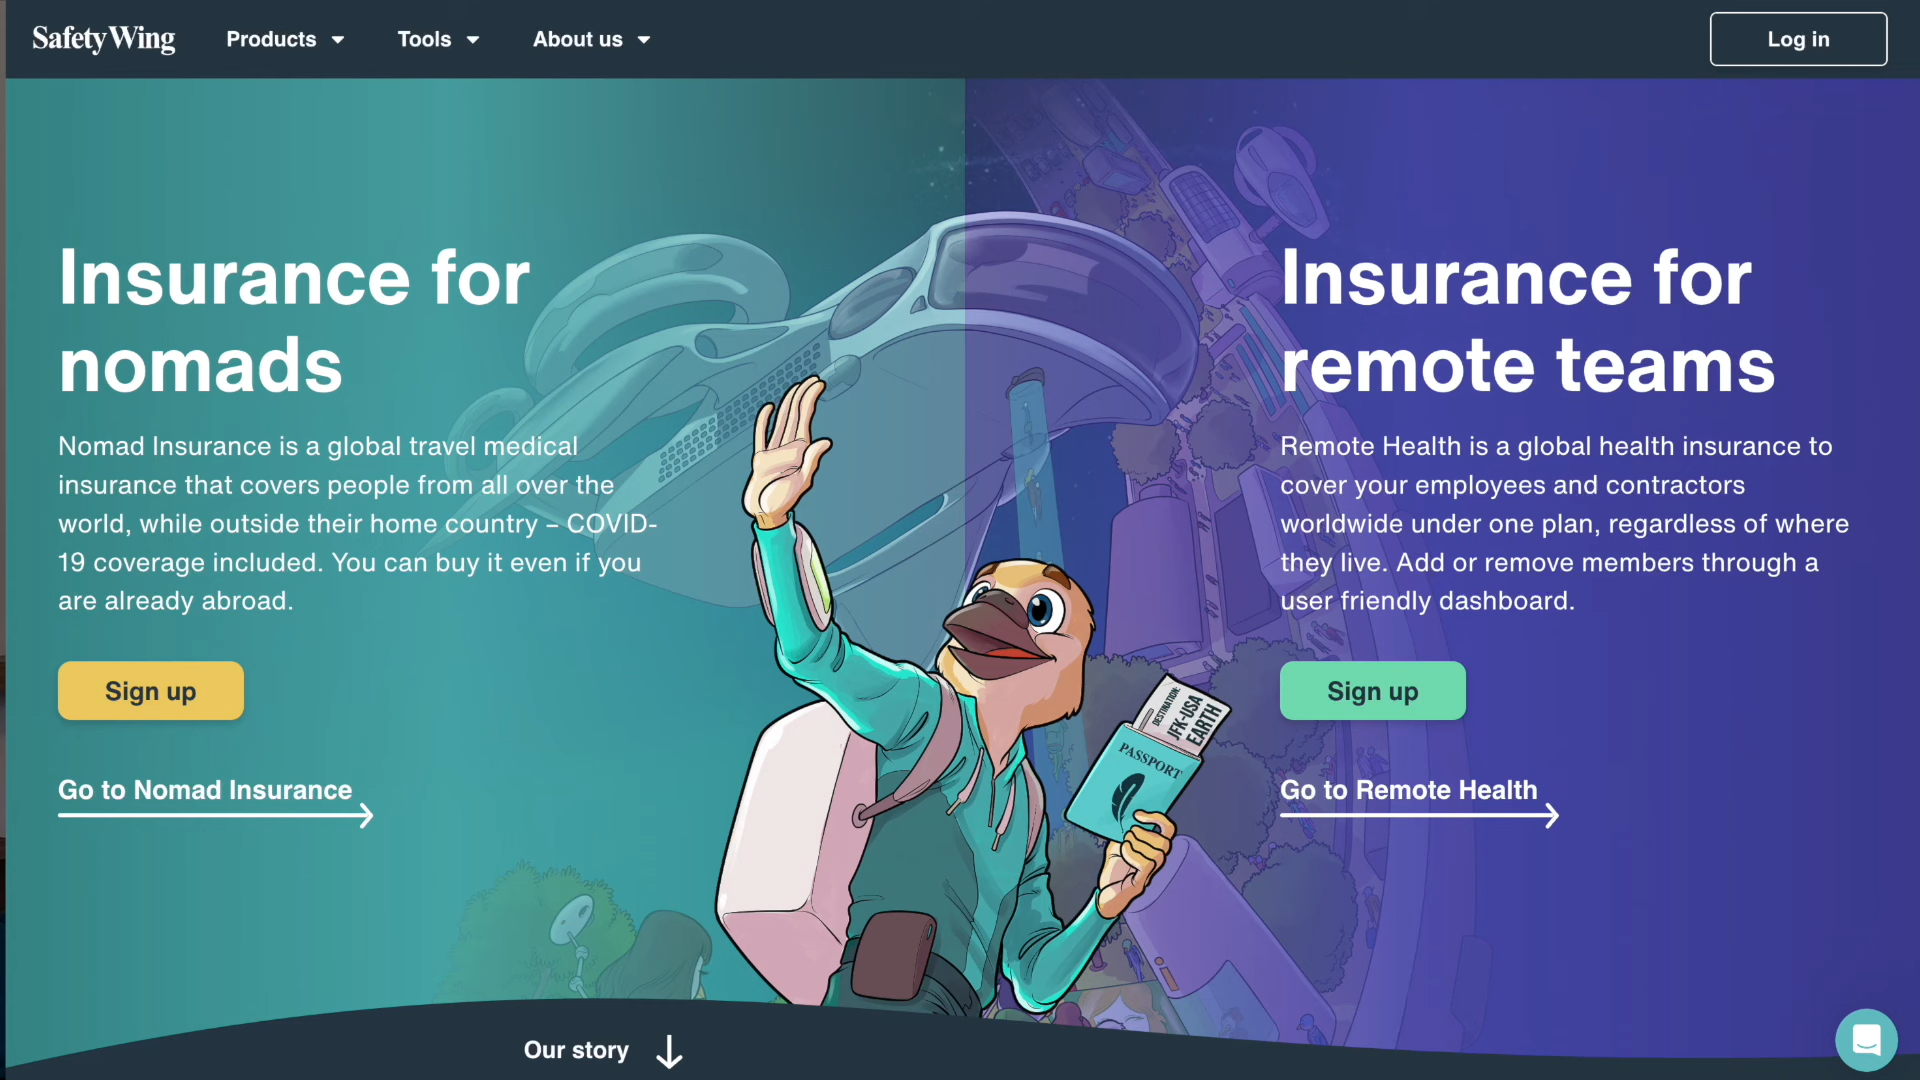 SafetyWing
Products
Tools
About us
Log in
Insurance for
nomads
Nomad Insurance is a global travel medical
insurance that covers people from all over the
world, while outside their home country – COVID-
19 coverage included. You can buy it even if you
are already abroad.
Sign up
Go to Nomad Insurance
Insurance for
remote teams
Remote Health is a global health insurance to
cover your employees and contractors
worldwide under one plan, regardless of where
they live. Add or remove members through a
user friendly dashboard.
Sign up
Go to Remote Health
DESTINATION:
JFK-USA
EARTH
PASSPORT
Our story